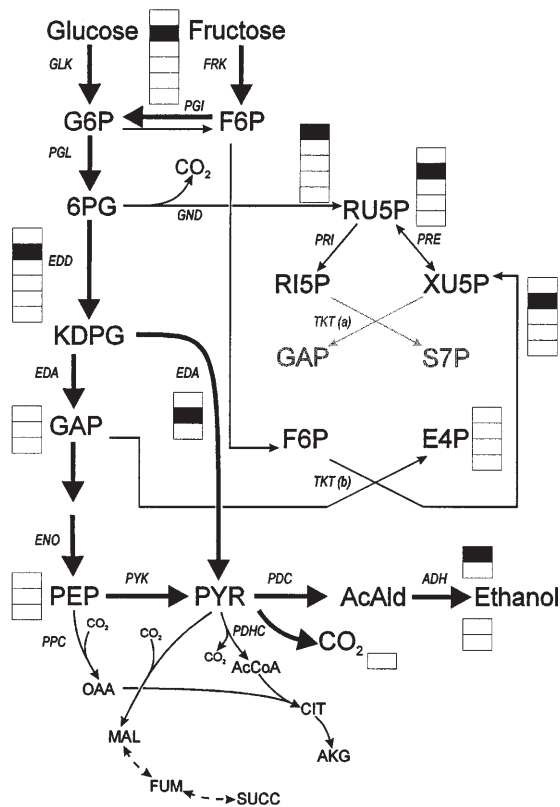 Glucose Fructose
GLK FRK
PGI
G6P F6P
PGL
CO2
6PG GND RU5P
EDD PRI PRE
RI5P XU5P
TKT (a)
KDPG GAP S7P
EDA EDA
GAP F6P E4P
TKT (b)
ENO
PYK PDC ADH
PEP PYR AcAld Ethanol
PPC CO2 CO2 PDHC CO2
CO2 AcCoA
OAA
CIT
MAL
AKG
FUM
SUCC